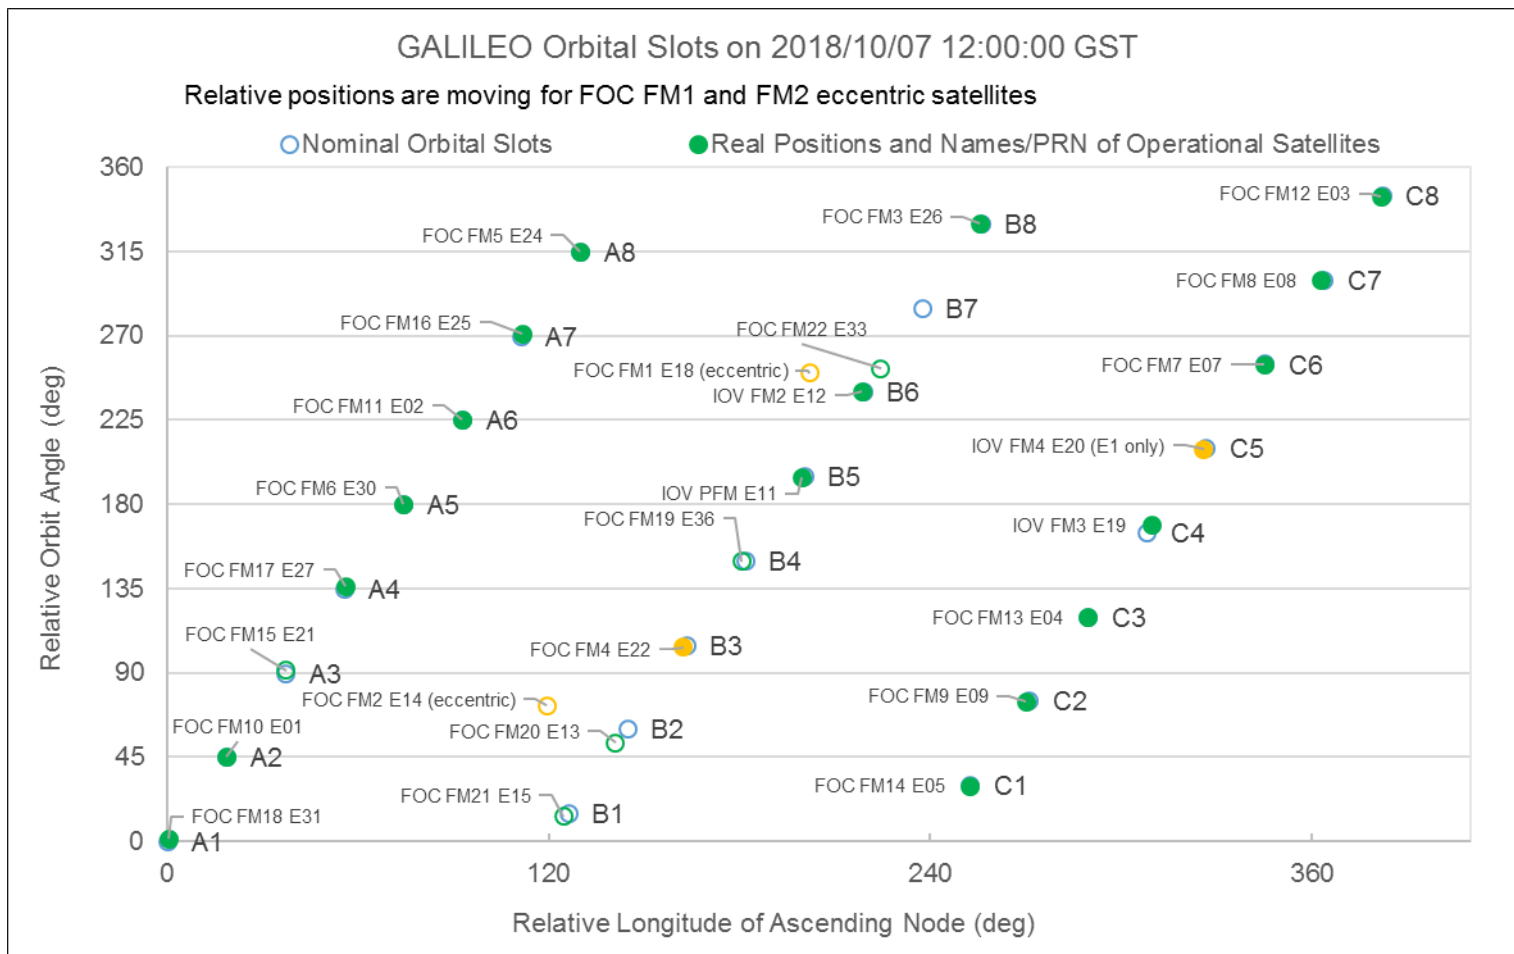 GALILEO Orbital Slots on 2018/10/07 12:00:00 GST
Relative positions are moving for FOC FM1 and FM2 eccentric satellites
Nominal Orbital Slots
Real Positions and Names/PRN of Operational Satellites
Relative Orbit Angle (deg)
360
315
270
225
180
135
90
45
0
FOC FM12 E03
C8
FOC FM3 E26
B8
FOC FM5 E24
A8
FOC FM8 E08
C7
B7
FOC FM16 E25
A7
FOC FM22 E33
FOC FM1 E18 (eccentric)
FOC FM7 E07
C6
IOV FM2 E12
B6
FOC FM11 E02
A6
IOV FM4 E20 (E1 only)
C5
B5
IOV PFM E11
FOC FM6 E30
A5
FOC FM19 E36
IOV FM3 E19
C4
B4
FOC FM17 E27
A4
FOC FM13 E04
C3
FOC FM15 E21
A3
FOC FM4 E22
B3
FOC FM2 E14 (eccentric)
FOC FM9 E09
C2
FOC FM10 E01
A2
FOC FM20 E13
B2
FOC FM14 E05
C1
FOC FM21 E15
B1
FOC FM18 E31
A1
0
120
240
360
Relative Longitude of Ascending Node (deg)